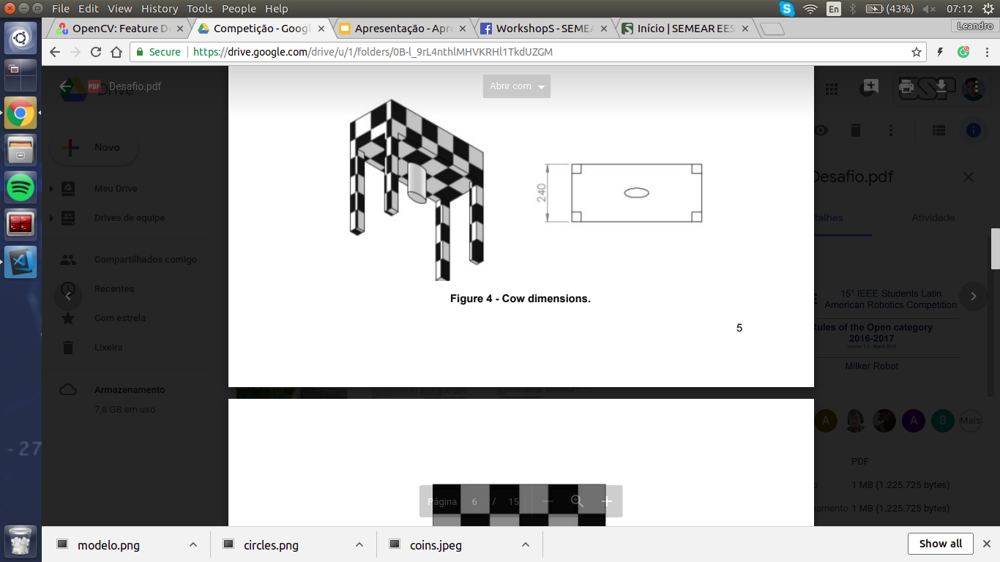 File Edit View History Tools People Help
En (43%) 07:12
OpenCV: Feature De
Competição - Googl
Apresentação - Apre
WorkshopS - SEMEA
Início | SEMEAR EES
Leandro
Secure https://drive.google.com/drive/u/1/folders/0B-l_9rL4nthlMHVKRHl1TkdUZGM
Drive
PDF Desafio.pdf
Abrir com
Novo
Meu Drive
Drives de equipe
Compartilhados comigo
Recentes
Com estrela
Lixeira
Armazenamento
7,8 GB em uso
- 27
240
Figure 4 - Cow dimensions.
5
Página 6 / 15
Desafio.pdf
talhes Atividade
15° IEEE Students Latin
American Robotics Competition
Rules of the Open category
2016-2017
Milker Robot
A A B Mais
PDF
1 MB (1.225.725 bytes)
amento 1 MB (1.225.725 bytes)
modelo.png
circles.png
coins.jpeg
Show all